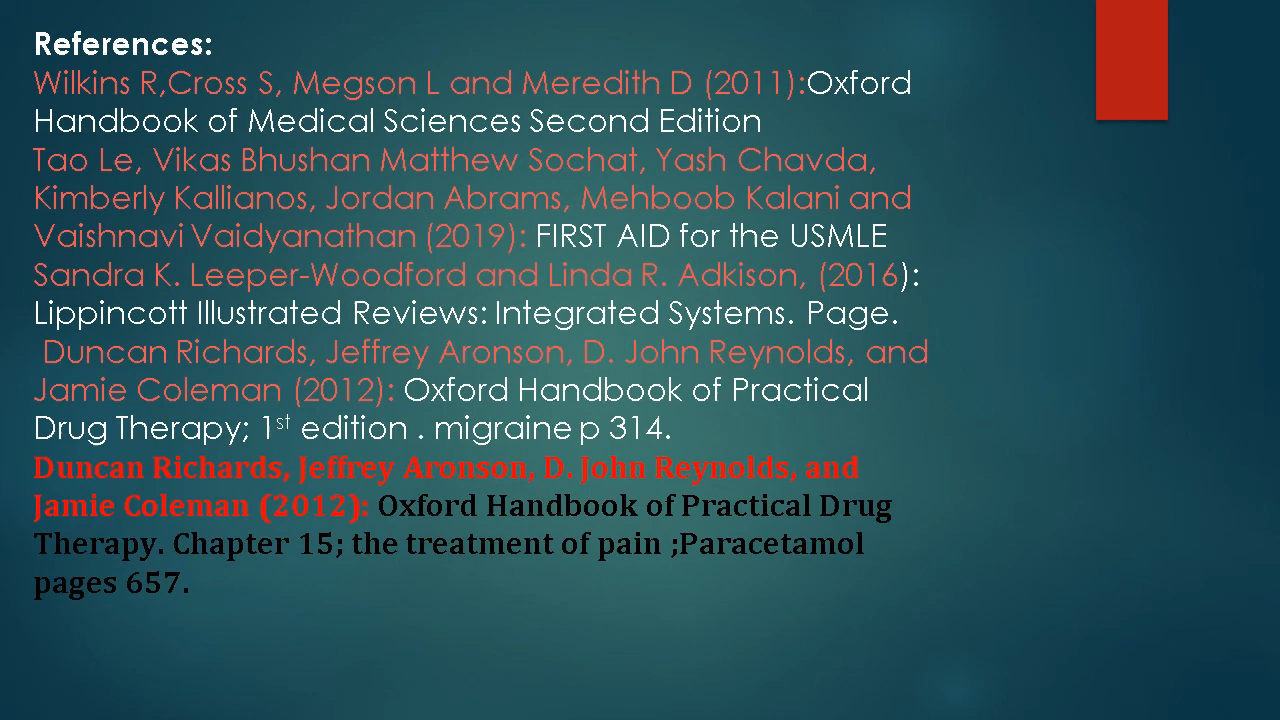 References:
Wilkins R,Cross S, Megson L and Meredith D (2011):Oxford
Handbook of Medical Sciences Second Edition
Tao Le, Vikas Bhushan Matthew Sochat, Yash Chavda,
Kimberly Kallianos, Jordan Abrams, Mehboob Kalani and
Vaishnavi Vaidyanathan (2019): FIRST AID for the USMLE
Sandra K. Leeper-Woodford and Linda R. Adkison, (2016):
Lippincott Illustrated Reviews: Integrated Systems. Page.
Duncan Richards, Jeffrey Aronson, D. John Reynolds, and
Jamie Coleman (2012): Oxford Handbook of Practical
Drug Therapy; 1st edition . migraine p 314.
Duncan Richards, Jeffrey Aronson, D. John Reynolds, and
Jamie Coleman (2012): Oxford Handbook of Practical Drug
Therapy. Chapter 15; the treatment of pain ;Paracetamol
pages 657.